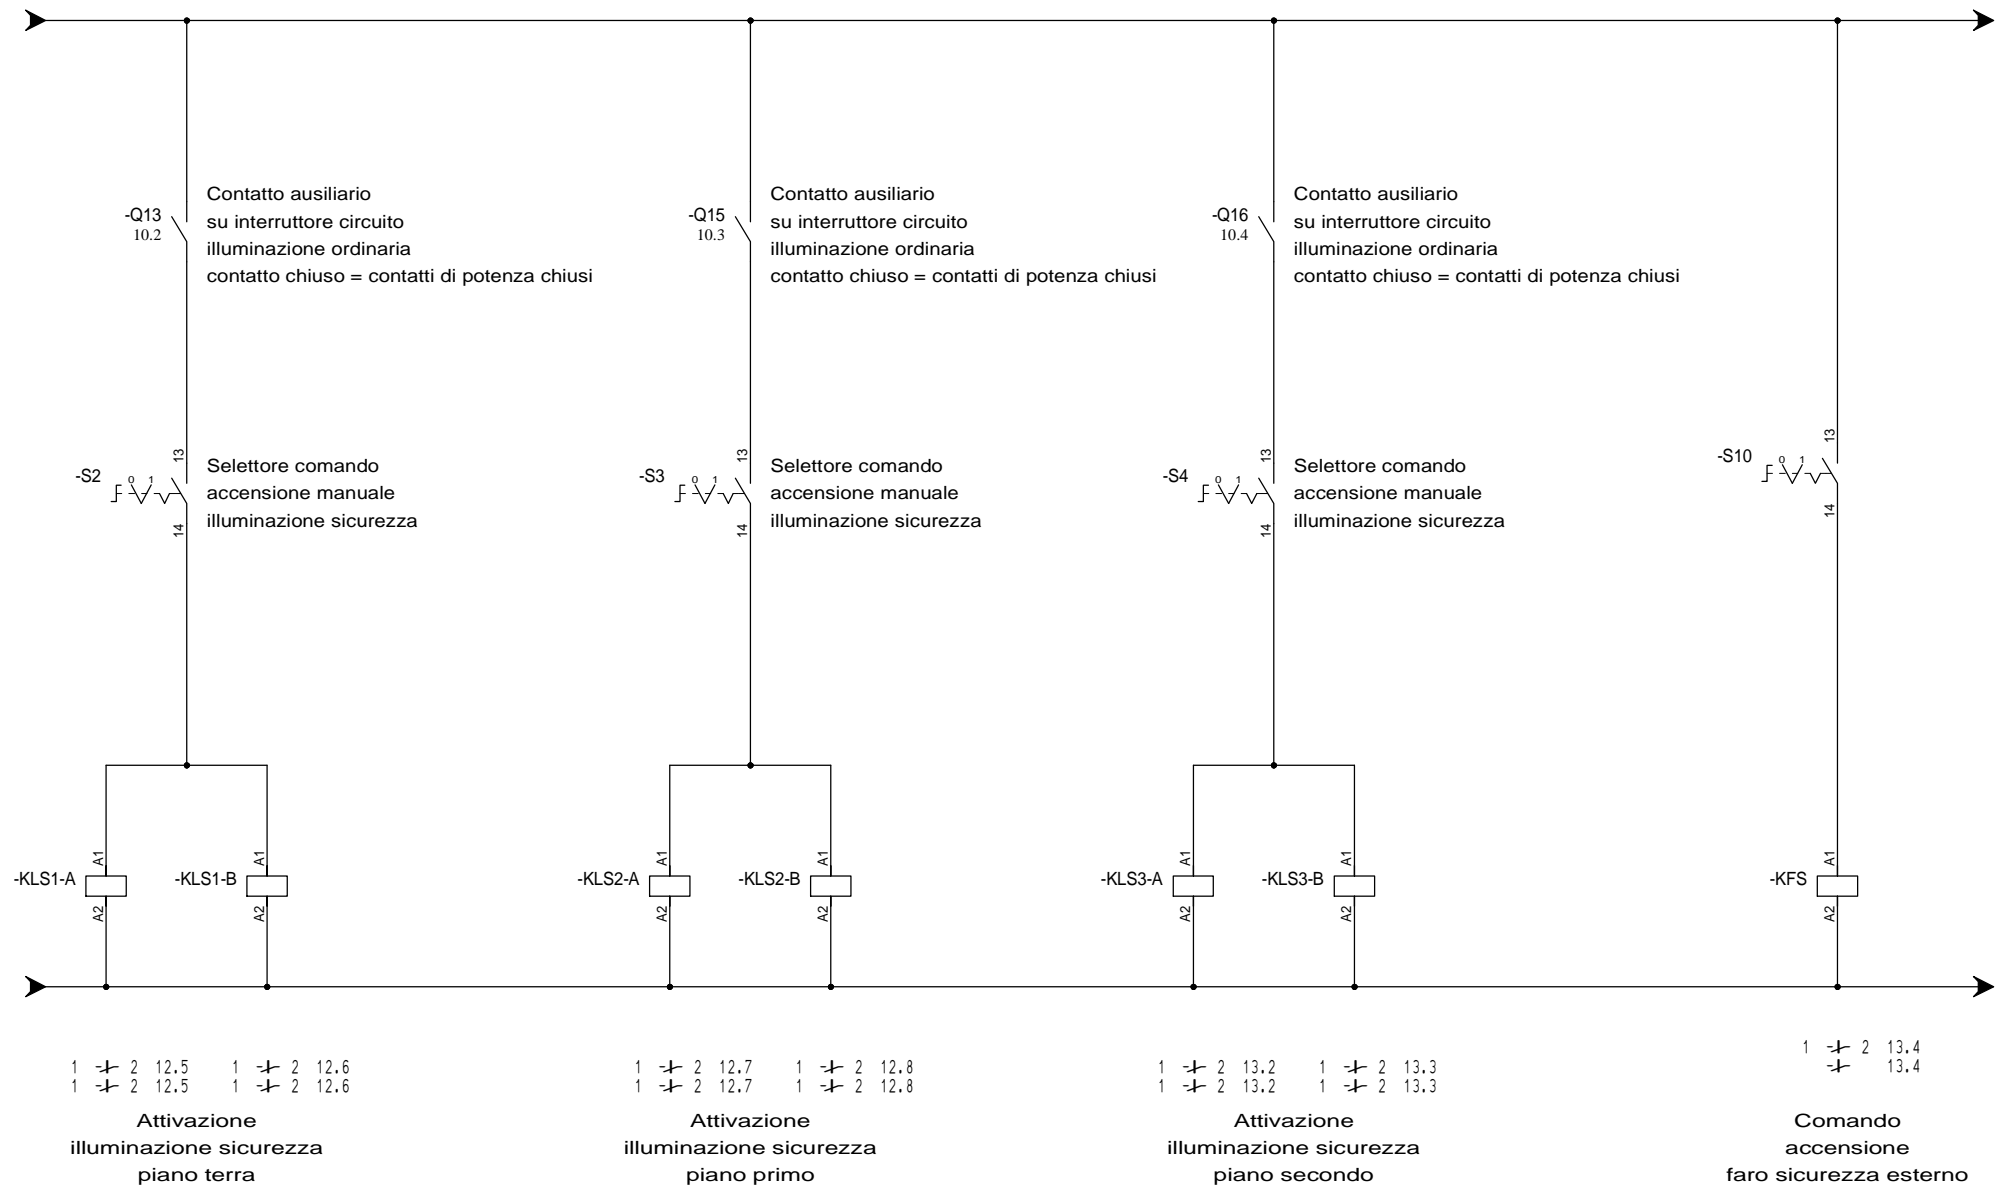 -Q13
10.2
Contatto ausiliario
su interruttore circuito
illuminazione ordinaria
contatto chiuso = contatti di potenza chiusi
-Q15
10.3
Contatto ausiliario
su interruttore circuito
illuminazione ordinaria
contatto chiuso = contatti di potenza chiusi
-Q16
10.4
Contatto ausiliario
su interruttore circuito
illuminazione ordinaria
contatto chiuso = contatti di potenza chiusi
-S2
0 1
13
14
Selettore comando
accensione manuale
illuminazione sicurezza
-S3
0 1
13
14
Selettore comando
accensione manuale
illuminazione sicurezza
-S4
0 1
13
14
Selettore comando
accensione manuale
illuminazione sicurezza
-S10
0 1
13
14
-KLS1-A
A1
A2
-KLS1-B
A1
A2
-KLS2-A
A1
A2
-KLS2-B
A1
A2
-KLS3-A
A1
A2
-KLS3-B
A1
A2
-KFS
A1
A2
1 2 12.5
1 2 12.5
1 2 12.6
1 2 12.6
Attivazione
illuminazione sicurezza
piano terra
1 2 12.7
1 2 12.7
1 2 12.8
1 2 12.8
Attivazione
illuminazione sicurezza
piano primo
1 2 13.2
1 2 13.2
1 2 13.3
1 2 13.3
Attivazione
illuminazione sicurezza
piano secondo
1 2 13.4
13.4
Comando
accensione
faro sicurezza esterno